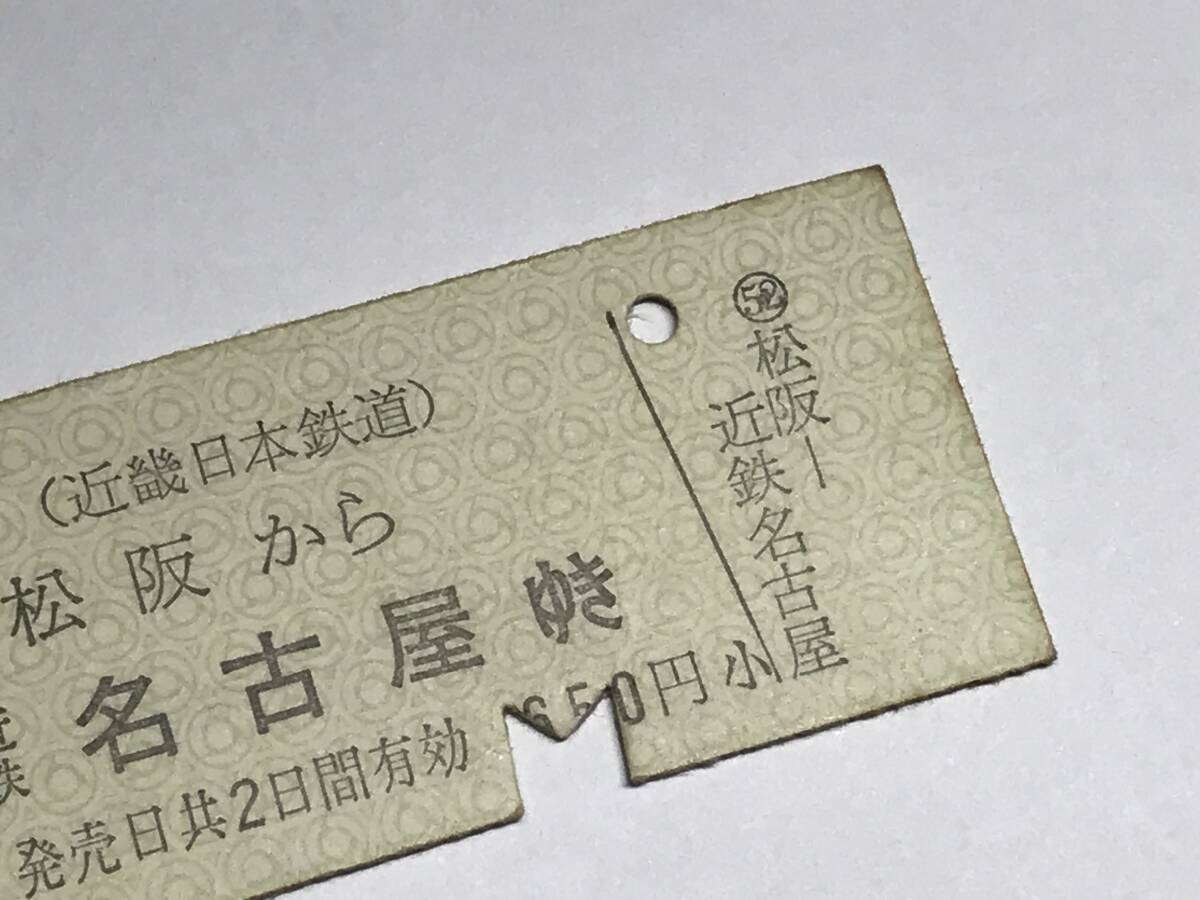 (近畿日本鉄道)
松阪から
近鉄
名古屋ゆき
650円
発売日共2日間有効
小
㊾松阪ー
近鉄名古屋